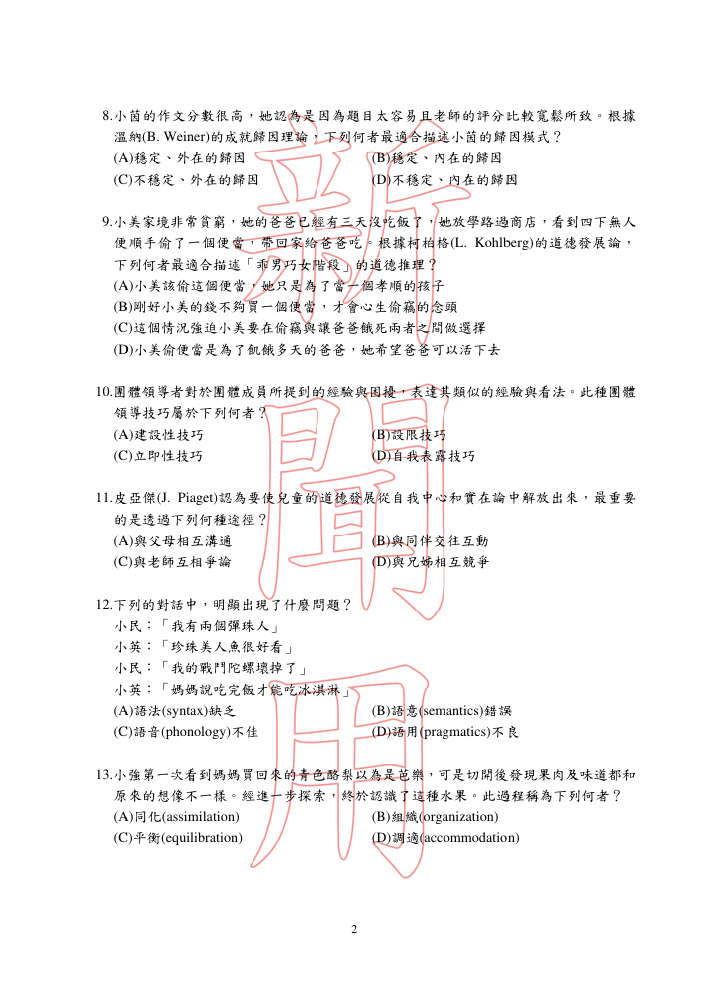 8.小茵的作文分數很高，她認為是因為題目太容易且老師的評分比較寬鬆所致。根據
溫納(B. Weiner)的成就歸因理論，下列何者最適合描述小茵的歸因模式？
(A)穩定、外在的歸因 (B)穩定、內在的歸因
(C)不穩定、外在的歸因 (D)不穩定、內在的歸因
9.小美家境非常貧窮，她的爸爸已經有三天沒吃飯了，她放學路過商店，看到四下無人
便順手偷了一個便當，帶回家給爸爸吃。根據柯柏格(L. Kohlberg)的道德發展論，
下列何者最適合描述「乖男巧女階段」的道德推理？
(A)小美該偷這個便當，她只是為了當一個孝順的孩子
(B)剛好小美的錢不夠買一個便當，才會心生偷竊的念頭
(C)這個情況強迫小美要在偷竊與讓爸爸餓死兩者之間做選擇
(D)小美偷便當是為了飢餓多天的爸爸，她希望爸爸可以活下去
10.團體領導者對於團體成員所提到的經驗與困擾，表達其類似的經驗與看法。此種團體
領導技巧屬於下列何者？
(A)建設性技巧 (B)設限技巧
(C)立即性技巧 (D)自我表露技巧
11.皮亞傑(J. Piaget)認為要使兒童的道德發展從自我中心和實在論中解放出來，最重要
的是透過下列何種途徑？
(A)與父母相互溝通 (B)與同伴交往互動
(C)與老師互相爭論 (D)與兄姊相互競爭
12.下列的對話中，明顯出現了什麼問題？
小民：「我有兩個彈珠人」
小英：「珍珠美人魚很好看」
小民：「我的戰鬥陀螺壞掉了」
小英：「媽媽說吃完飯才能吃冰淇淋」
(A)語法(syntax)缺乏 (B)語意(semantics)錯誤
(C)語音(phonology)不佳 (D)語用(pragmatics)不良
13.小強第一次看到媽媽買回來的青色酪梨以為是芭樂，可是切開後發現果肉及味道都和
原來的想像不一樣。經進一步探索，終於認識了這種水果。此過程稱為下列何者？
(A)同化(assimilation) (B)組織(organization)
(C)平衡(equilibration) (D)調適(accommodation)
2
新聞用